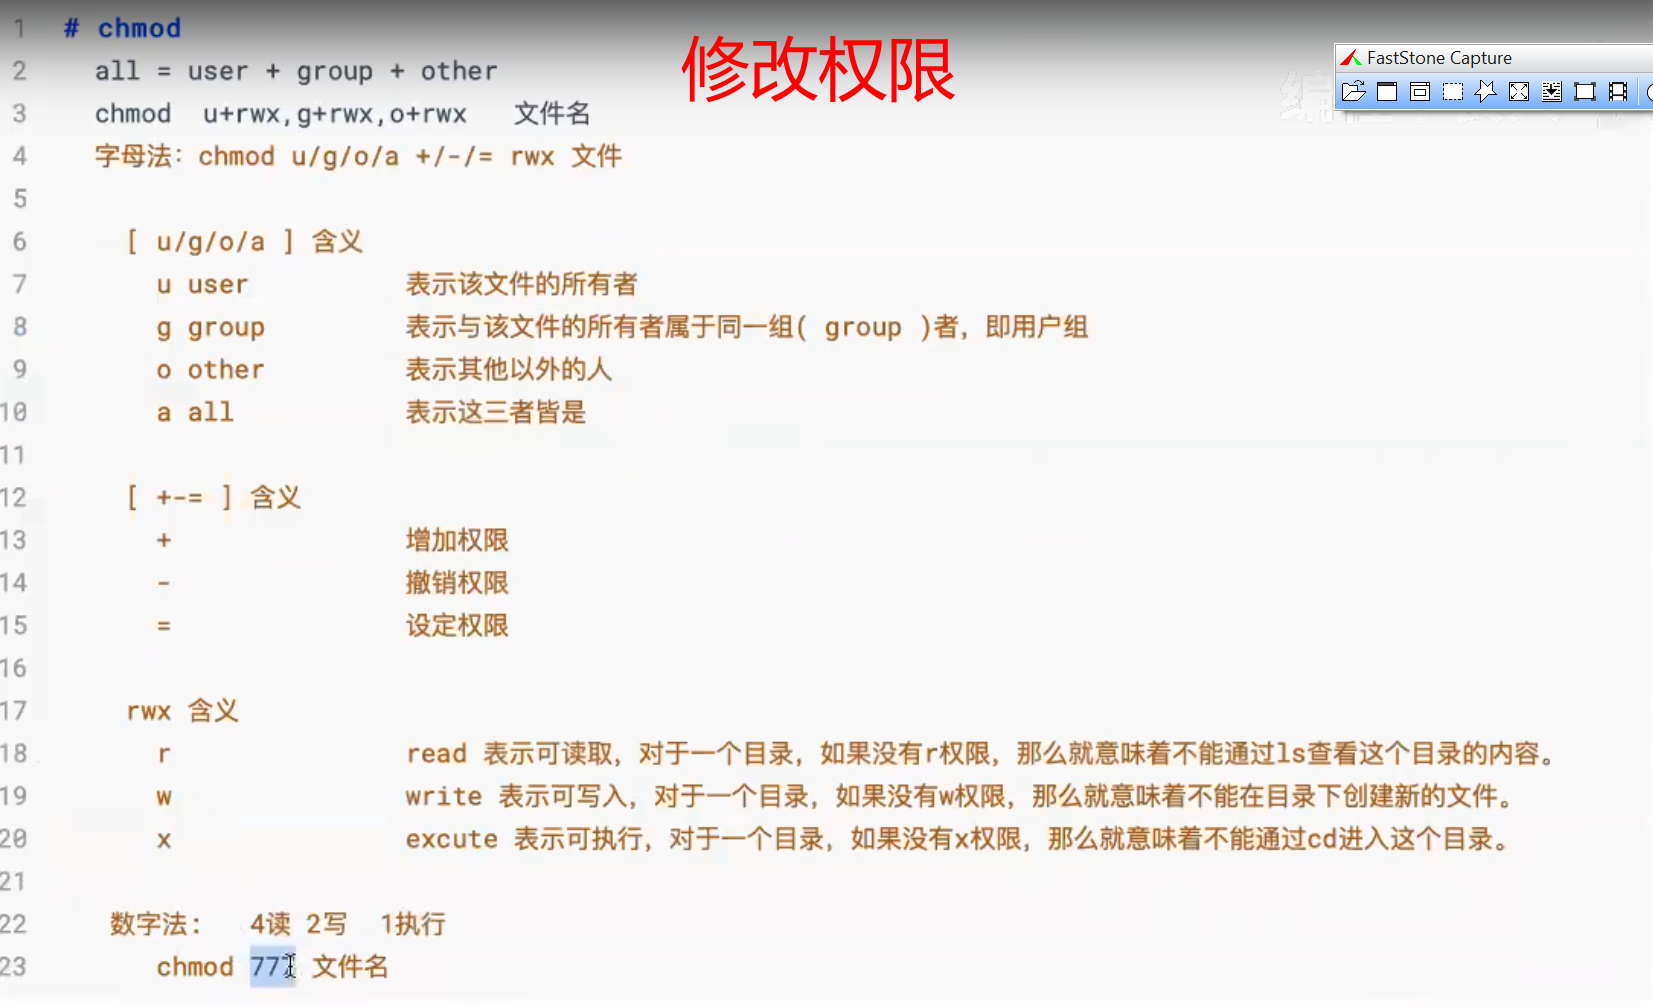 修改权限
FastStone Capture
1 # chmod
2 all = user + group + other
3 chmod u+rwx,g+rwx,o+rwx 文件名
4 字母法：chmod u/g/o/a +/-/= rwx 文件
5
6 [ u/g/o/a ] 含义
7 u user 表示该文件的所有者
8 g group 表示与该文件的所有者属于同一组( group )者，即用户组
9 o other 表示其他以外的人
10 a all 表示这三者皆是
11
12 [ +-= ] 含义
13 + 增加权限
14 - 撤销权限
15 = 设定权限
16
17 rwx 含义
18 r read 表示可读取，对于一个目录，如果没有r权限，那么就意味着不能通过ls查看这个目录的内容。
19 w write 表示可写入，对于一个目录，如果没有w权限，那么就意味着不能在目录下创建新的文件。
20 x excute 表示可执行，对于一个目录，如果没有x权限，那么就意味着不能通过cd进入这个目录。
21
22 数字法： 4读 2写 1执行
23 chmod 777 文件名